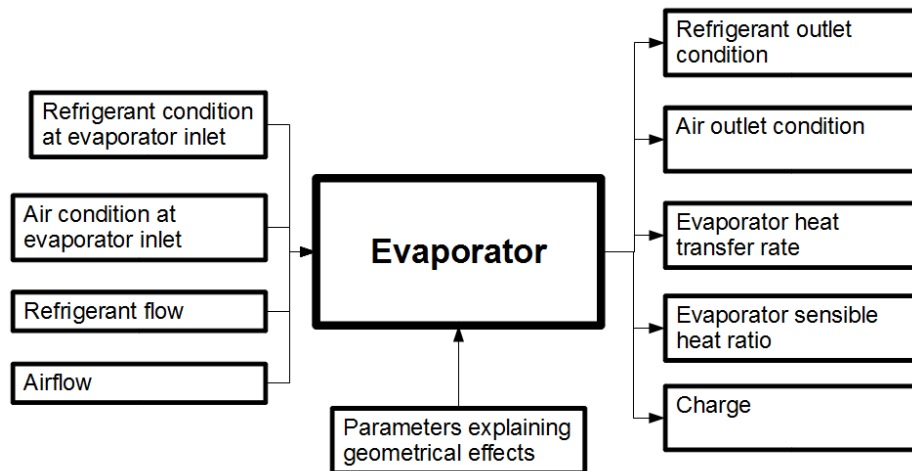 Refrigerant condition
at evaporator inlet
Air condition at
evaporator inlet
Refrigerant flow
Airflow
Evaporator
Parameters explaining
geometrical effects
Refrigerant outlet
condition
Air outlet condition
Evaporator heat
transfer rate
Evaporator sensible
heat ratio
Charge